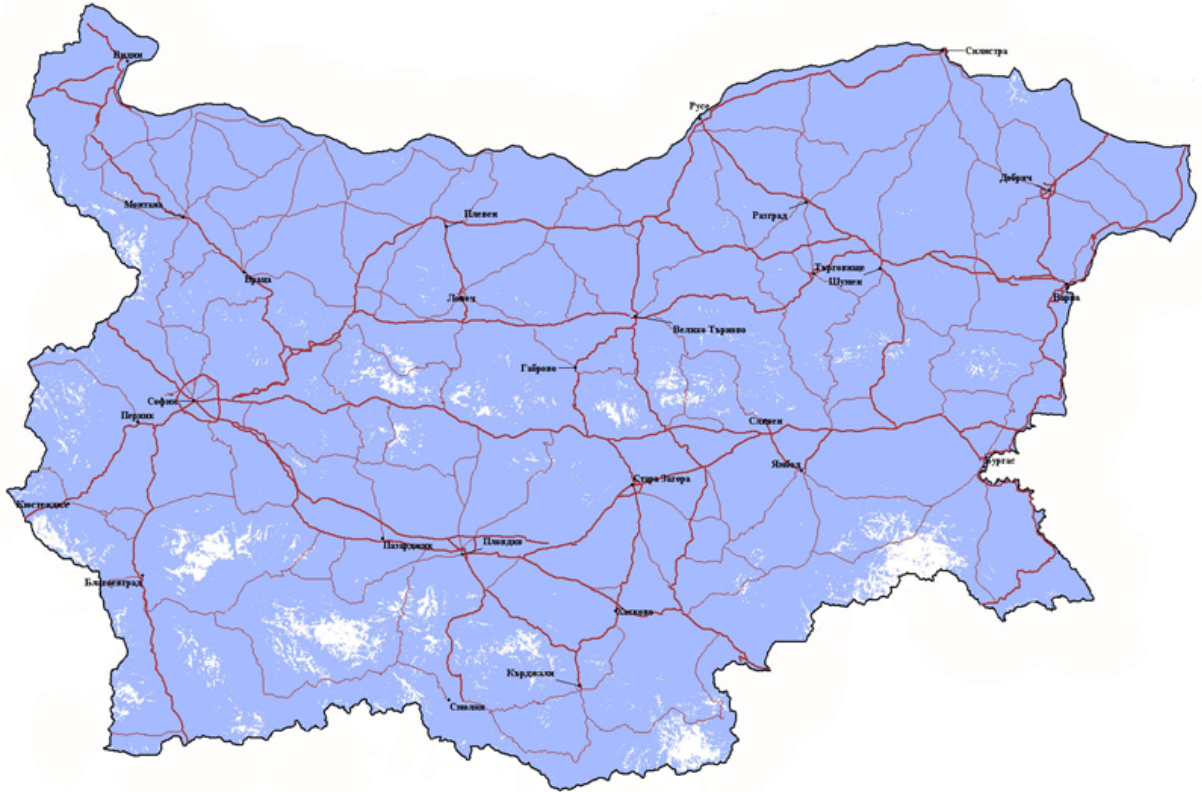 Видин
Силистра
Русе
Добрич
Монтана
Плевен
Разград
Търговище
Шумен
Враца
Ловеч
Варна
Велико Търново
Габрово
София
Перник
Сливен
Ямбол
Бургас
Стара Загора
Кюстендил
Пазарджик
Пловдив
Благоевград
Хасково
Кърджали
Смолян